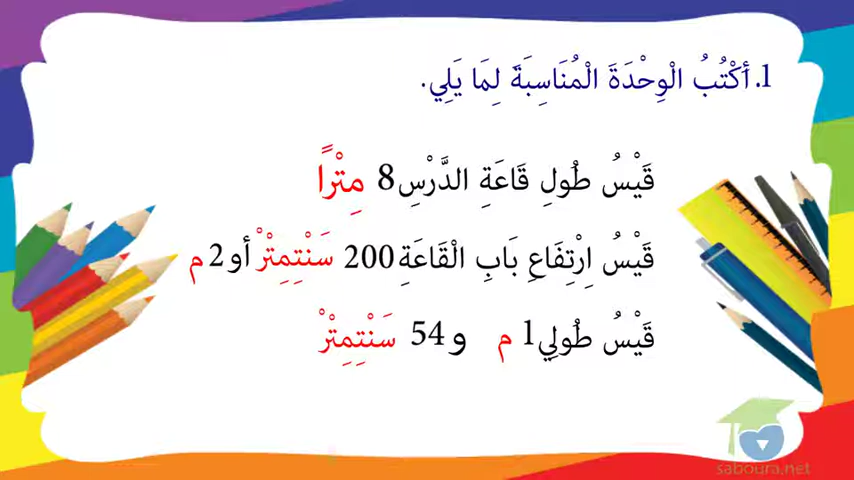 1. أَكْتُبُ الْوِحْدَةَ الْمُنَاسِبَةَ لِمَا يَلِي.
قَيْسُ طُولِ قَاعَةِ الدَّرْسِ 8 مِتْرًا
قَيْسُ اِرْتِفَاعِ بَابِ الْقَاعَةِ 200 سَنْتِمِتْرْ أو 2 م
قَيْسُ طُولِي 1 م و 54 سَنْتِمِتْرْ
saboura.net